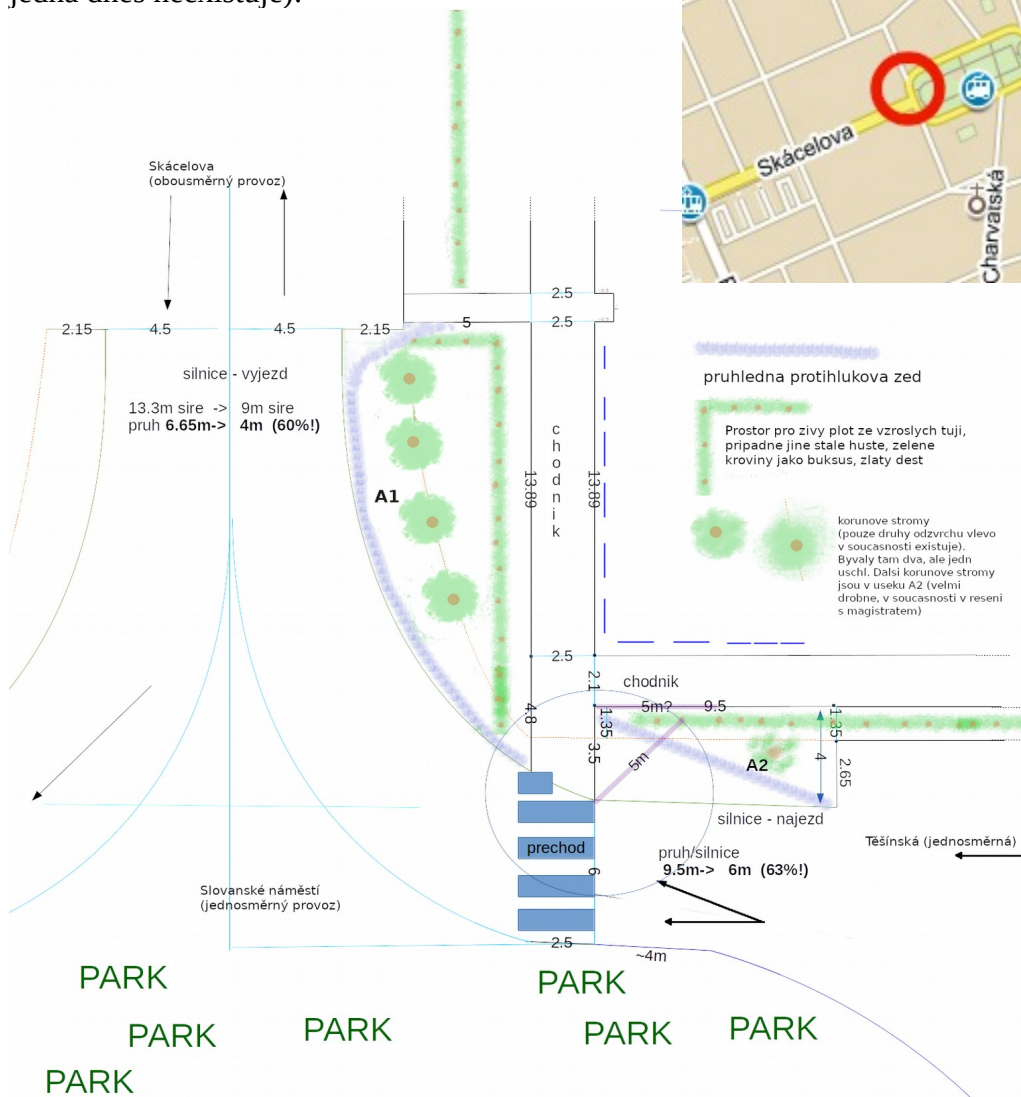 jedna dnes neexistuje).
Skácelova
Charvatská
Skácelova
(obousměrný provoz)
2.5
2.5
5
2.15
4.5
4.5
2.15
silnice - vyjezd
13.3m sire -> 9m sire
pruh 6.65m-> 4m (60%!)
A1
chodnik
13.89
13.89
pruhledna protihlukova zed
Prostor pro zivy plot ze vzroslych tuji,
pripadne jine stale huste, zelene
kroviny jako buksus, zlaty dest
korunove stromy
(pouze druhy odzvrchu vlevo
v soucasnosti existuje).
Byvaly tam dva, ale jedn
uschl. Dalsi korunove stromy
jsou v useku A2 (velmi
drobne, v soucasnosti v reseni
s magistratem)
2.5
2.1
chodnik
4.8
1.35
5m?
9.5
1.35
3.5
5m
A2
4
2.65
silnice - najezd
Těšínská (jednosměrná)
prechod
6
pruh/silnice
9.5m-> 6m (63%!)
Slovanské náměstí
(jednosměrný provoz)
2.5
~4m
PARK
PARK
PARK
PARK
PARK
PARK
PARK